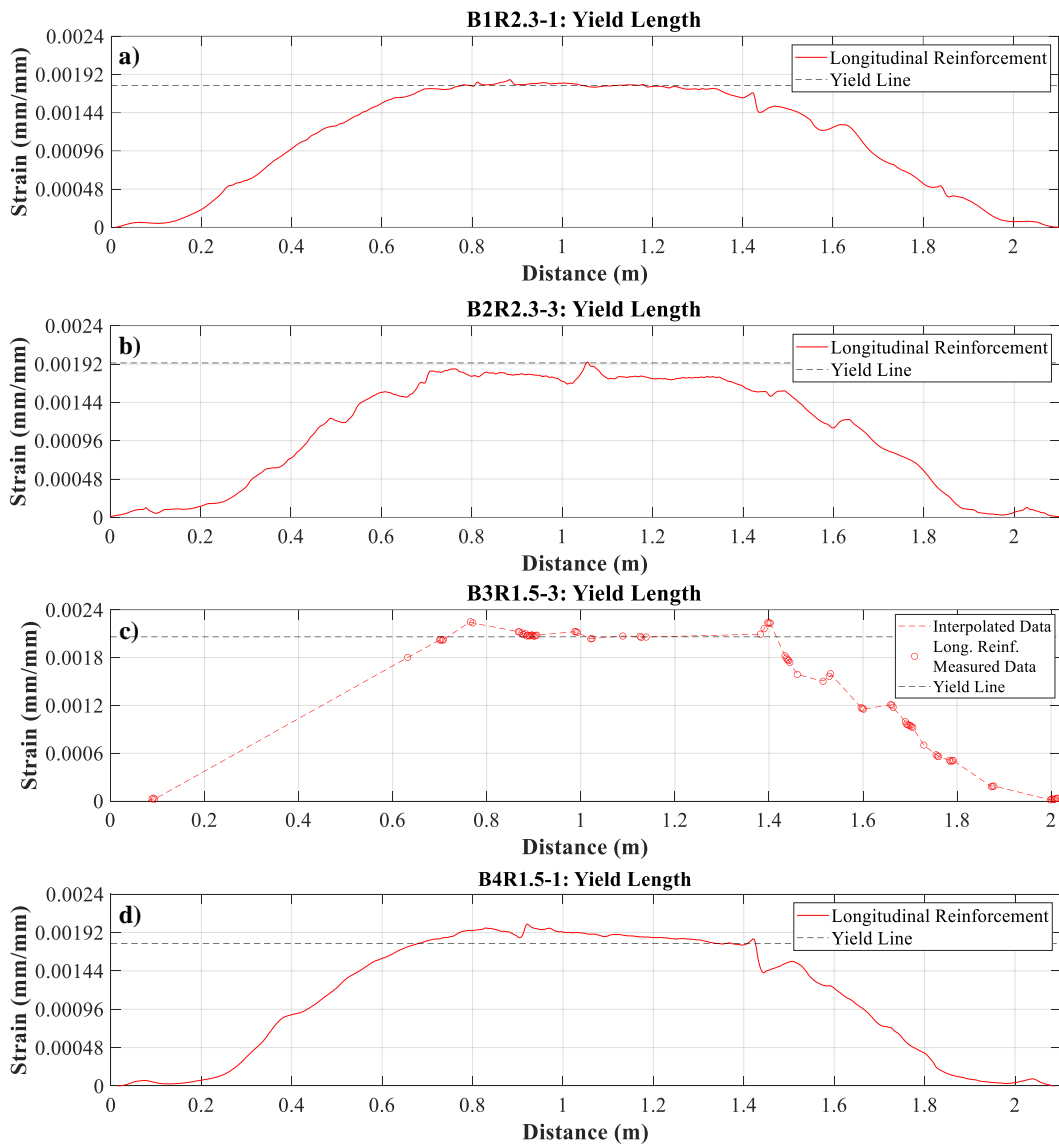 B1R2.3-1: Yield Length
a)
Strain (mm/mm)
0.0024
0.00192
0.00144
0.00096
0.00048
0
Longitudinal Reinforcement
Yield Line
0 0.2 0.4 0.6 0.8 1 1.2 1.4 1.6 1.8 2
Distance (m)
B2R2.3-3: Yield Length
b)
Strain (mm/mm)
0.0024
0.00192
0.00144
0.00096
0.00048
0
Longitudinal Reinforcement
Yield Line
0 0.2 0.4 0.6 0.8 1 1.2 1.4 1.6 1.8 2
Distance (m)
B3R1.5-3: Yield Length
c)
Strain (mm/mm)
0.0024
0.0018
0.0012
0.0006
0
Interpolated Data
Long. Reinf.
Measured Data
Yield Line
0 0.2 0.4 0.6 0.8 1 1.2 1.4 1.6 1.8 2
Distance (m)
B4R1.5-1: Yield Length
d)
Strain (mm/mm)
0.0024
0.00192
0.00144
0.00096
0.00048
0
Longitudinal Reinforcement
Yield Line
0 0.2 0.4 0.6 0.8 1 1.2 1.4 1.6 1.8 2
Distance (m)